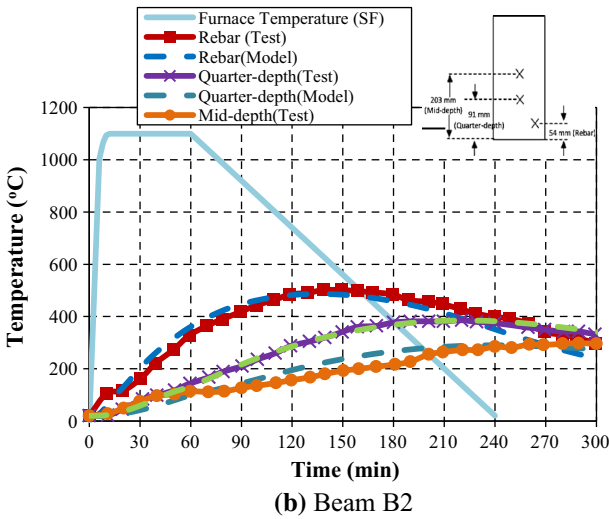 Furnace Temperature (SF)
Rebar (Test)
Rebar(Model)
Quarter-depth(Test)
Quarter-depth(Model)
Mid-depth(Test)
203 mm
(Mid-depth)
91 mm
(Quarter-depth)
54 mm (Rebar)
1200
1000
800
600
400
200
0
Temperature (°C)
0 30 60 90 120 150 180 210 240 270 300
Time (min)
(b) Beam B2